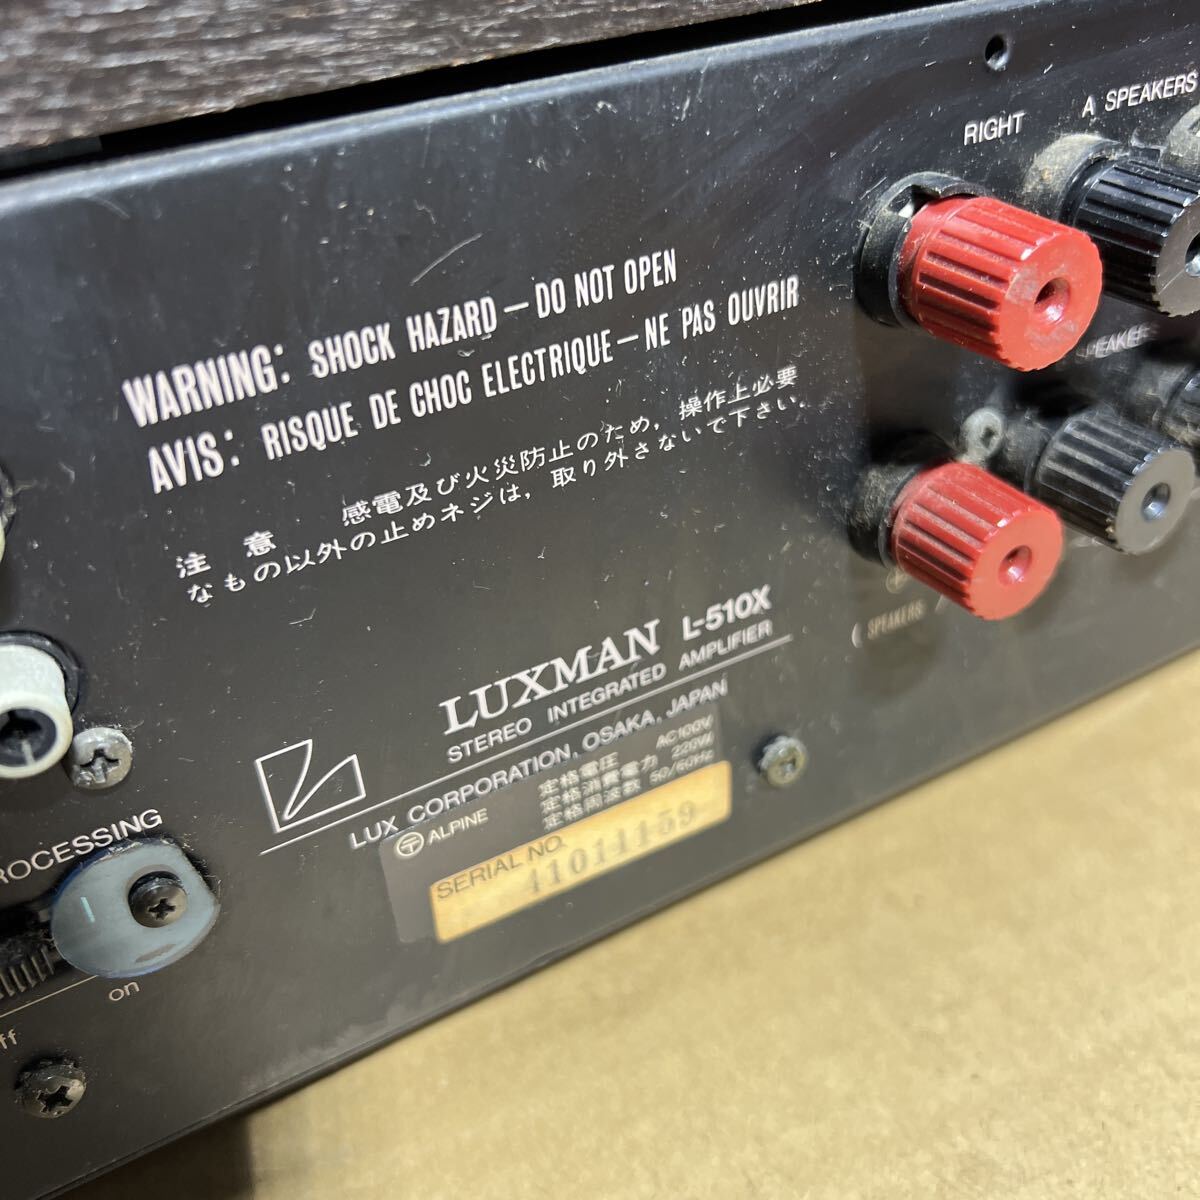 RIGHT
A SPEAKERS
WARNING: SHOCK HAZARD — DO NOT OPEN
AVIS: RISQUE DE CHOC ELECTRIQUE — NE PAS OUVRIR
注 意 感電及び火災防止のため，操作上必要
なもの以外の止めネジは，取り外さないで下さい．
( SPEAKERS
LUXMAN L-510X
STEREO INTEGRATED AMPLIFIER
LUX CORPORATION, OSAKA, JAPAN
〒 ALPINE
定格電圧 AC100V
定格消費電力 220W
定格周波数 50/60Hz
SERIAL NO.
41011159
ROCESSING
on
ff